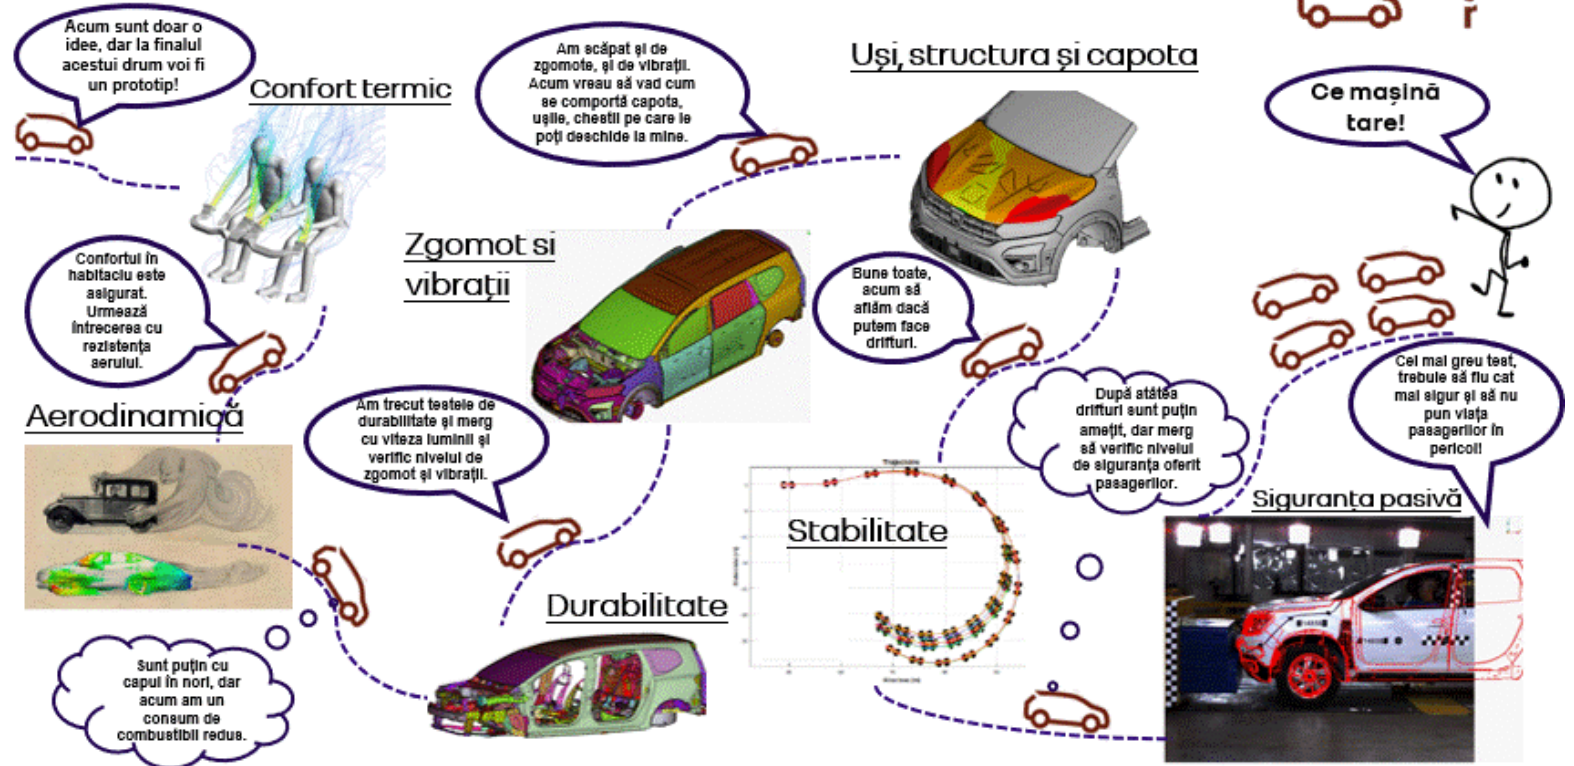 Acum sunt doar o
idee, dar la finalul
acestui drum voi fi
un prototip!
Confort termic
Am scăpat și de
zgomote, și de vibrații.
Acum vreau să vad cum
se comportă capota,
ușile, chestii pe care le
poți deschide la mine.
Uși, structura și capota
r
Ce mașină
tare!
Confortul în
habitaclu este
asigurat.
Urmează
întrecerea cu
rezistența
aerului.
Zgomot si
vibrații
Bune toate,
acum să
aflăm dacă
putem face
drifturi.
Aerodinamică
Am trecut testele de
durabilitate și merg
cu viteza luminii și
verific nivelul de
zgomot și vibrații.
După atâtea
drifturi sunt puțin
amețit, dar merg
să verific nivelul
de siguranța oferit
pasagerilor.
Cel mai greu test,
trebuie să fiu cat
mai sigur și să nu
pun viața
pasagerilor în
pericol!
Siguranța pasivă
Stabilitate
Durabilitate
Sunt puțin cu
capul în nori, dar
acum am un
consum de
combustibil redus.